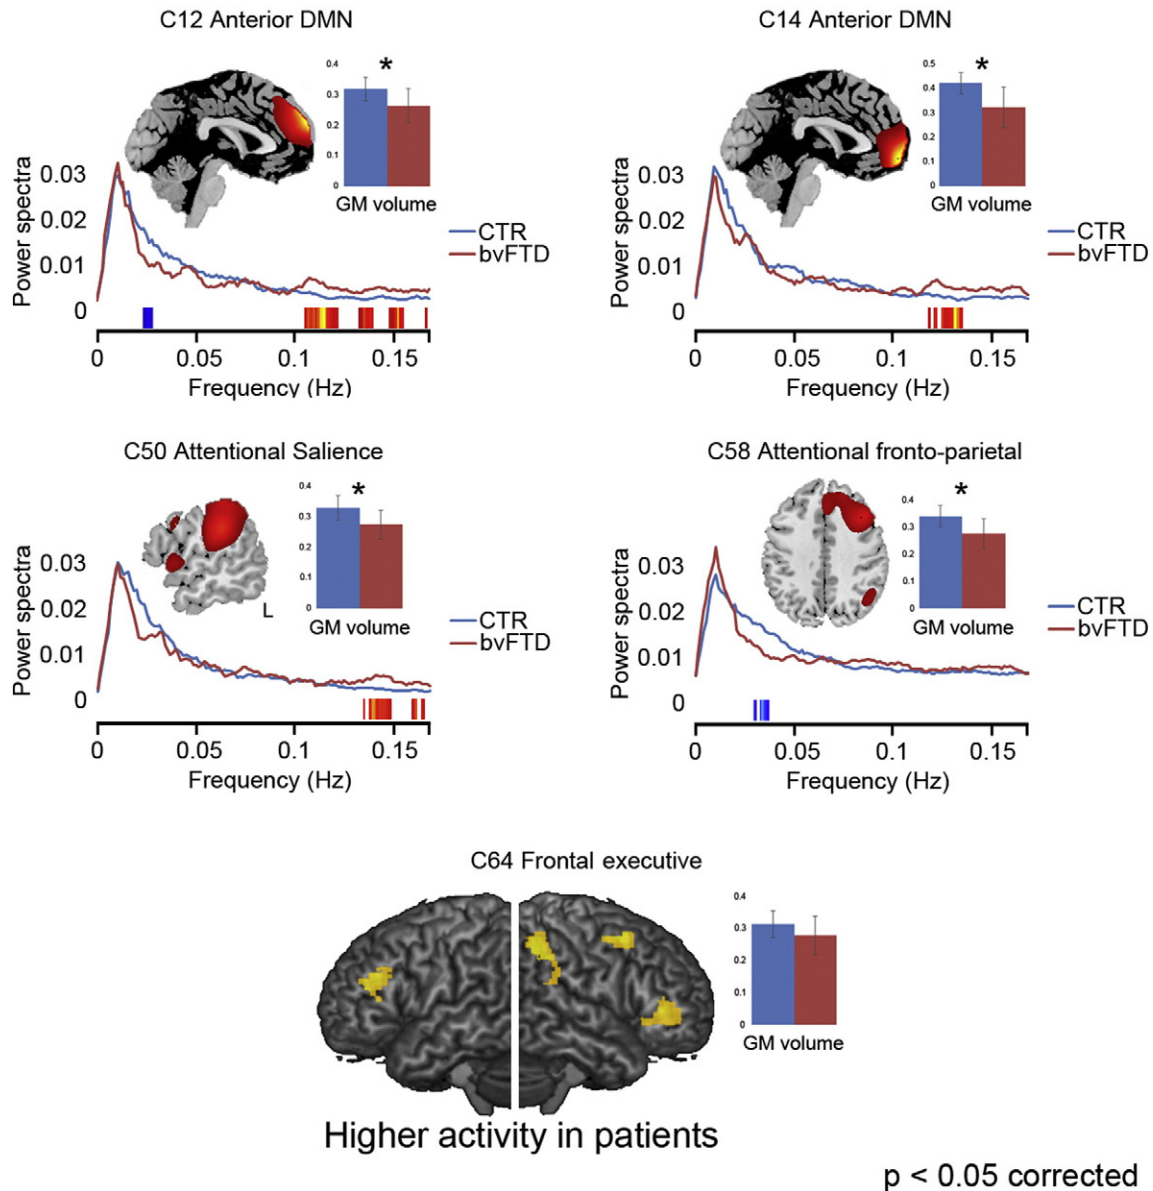 C12 Anterior DMN
0.4
0.3
0.2
0.1
0
*
GM volume
Power spectra
0.03
0.02
0.01
0
CTR
bvFTD
0 0.05 0.1 0.15
Frequency (Hz)
C14 Anterior DMN
0.5
0.4
0.3
0.2
0.1
0
*
GM volume
Power spectra
0.03
0.02
0.01
0
CTR
bvFTD
0 0.05 0.1 0.15
Frequency (Hz)
C50 Attentional Salience
0.4
0.3
0.2
0.1
0
*
GM volume
L
Power spectra
0.03
0.02
0.01
0
CTR
bvFTD
0 0.05 0.1 0.15
Frequency (Hz)
C58 Attentional fronto-parietal
0.4
0.3
0.2
0.1
0
*
GM volume
Power spectra
0.03
0.02
0.01
0
CTR
bvFTD
0 0.05 0.1 0.15
Frequency (Hz)
C64 Frontal executive
0.4
0.3
0.2
0.1
0
GM volume
Higher activity in patients
p < 0.05 corrected